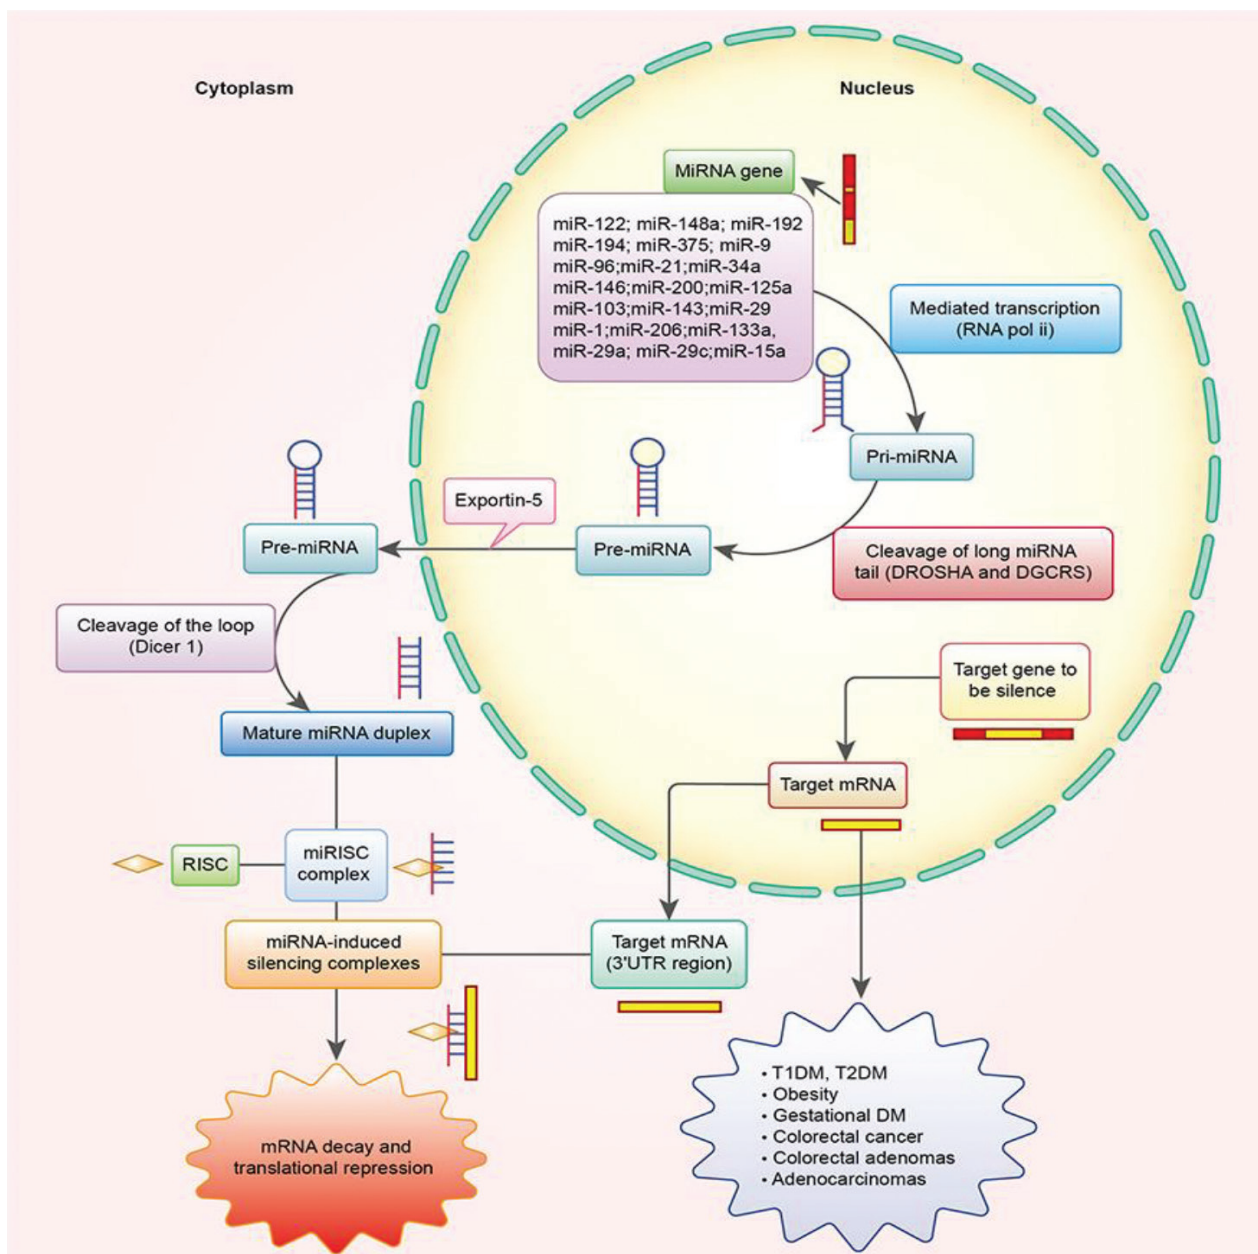 Cytoplasm
Nucleus
MiRNA gene
miR-122; miR-148a; miR-192
miR-194; miR-375; miR-9
miR-96;miR-21;miR-34a
miR-146;miR-200;miR-125a
miR-103;miR-143;miR-29
miR-1;miR-206;miR-133a,
miR-29a; miR-29c;miR-15a
Mediated transcription
(RNA pol ii)
Pri-miRNA
Exportin-5
Pre-miRNA
Pre-miRNA
Cleavage of long miRNA
tail (DROSHA and DGCRS)
Cleavage of the loop
(Dicer 1)
Target gene to
be silence
Mature miRNA duplex
Target mRNA
RISC
miRISC
complex
miRNA-induced
silencing complexes
Target mRNA
(3'UTR region)
mRNA decay and
translational repression
• T1DM, T2DM
• Obesity
• Gestational DM
• Colorectal cancer
• Colorectal adenomas
• Adenocarcinomas